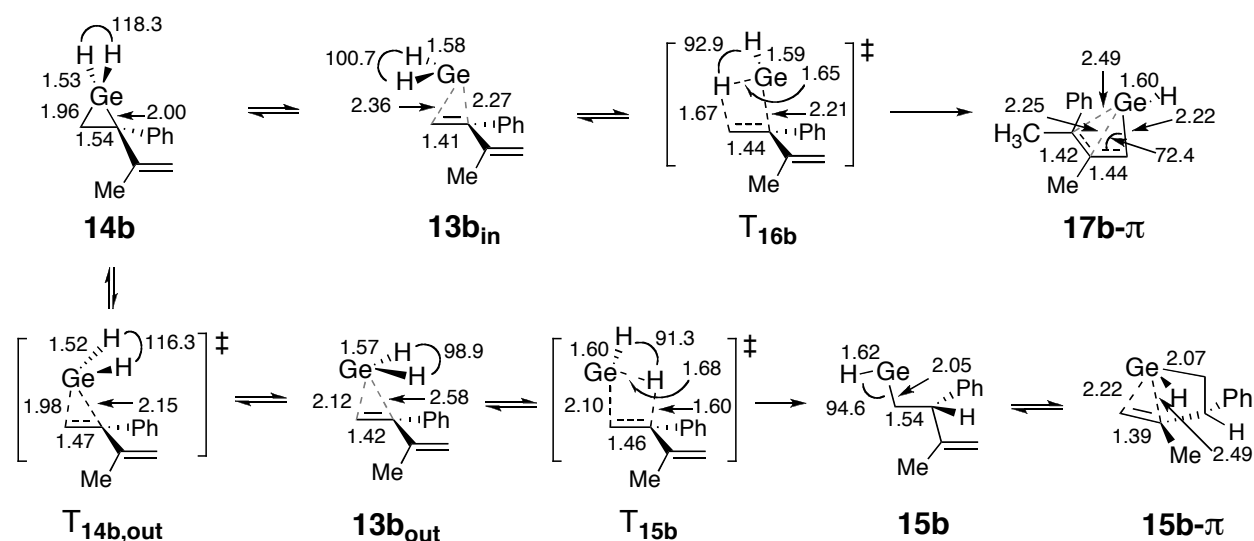 118.3
H H
1.53
Ge
1.96 2.00
1.54 Ph
Me
14b
100.7 1.58
H H Ge
2.36 2.27
1.41 Ph
Me
13b_in
‡
92.9 H 1.59
H Ge 1.65
1.67 2.21
1.44 Ph
Me
T_16b
2.49
Ph Ge 1.60 H
2.25 2.22
H₃C
1.42 72.4
Me 1.44
17b-π
‡
1.52 H 116.3
Ge H
1.98 2.15
1.47 Ph
Me
T_14b,out
1.57 H 98.9
Ge H
2.12 2.58
1.42 Ph
Me
13b_out
‡
H 91.3
1.60
Ge H 1.68
2.10 1.60
1.46 Ph
Me
T_15b
1.62
H Ge 2.05
94.6 Ph
1.54 H
Me
15b
Ge 2.07
2.22 H Ph
1.39 H
Me 2.49
15b-π